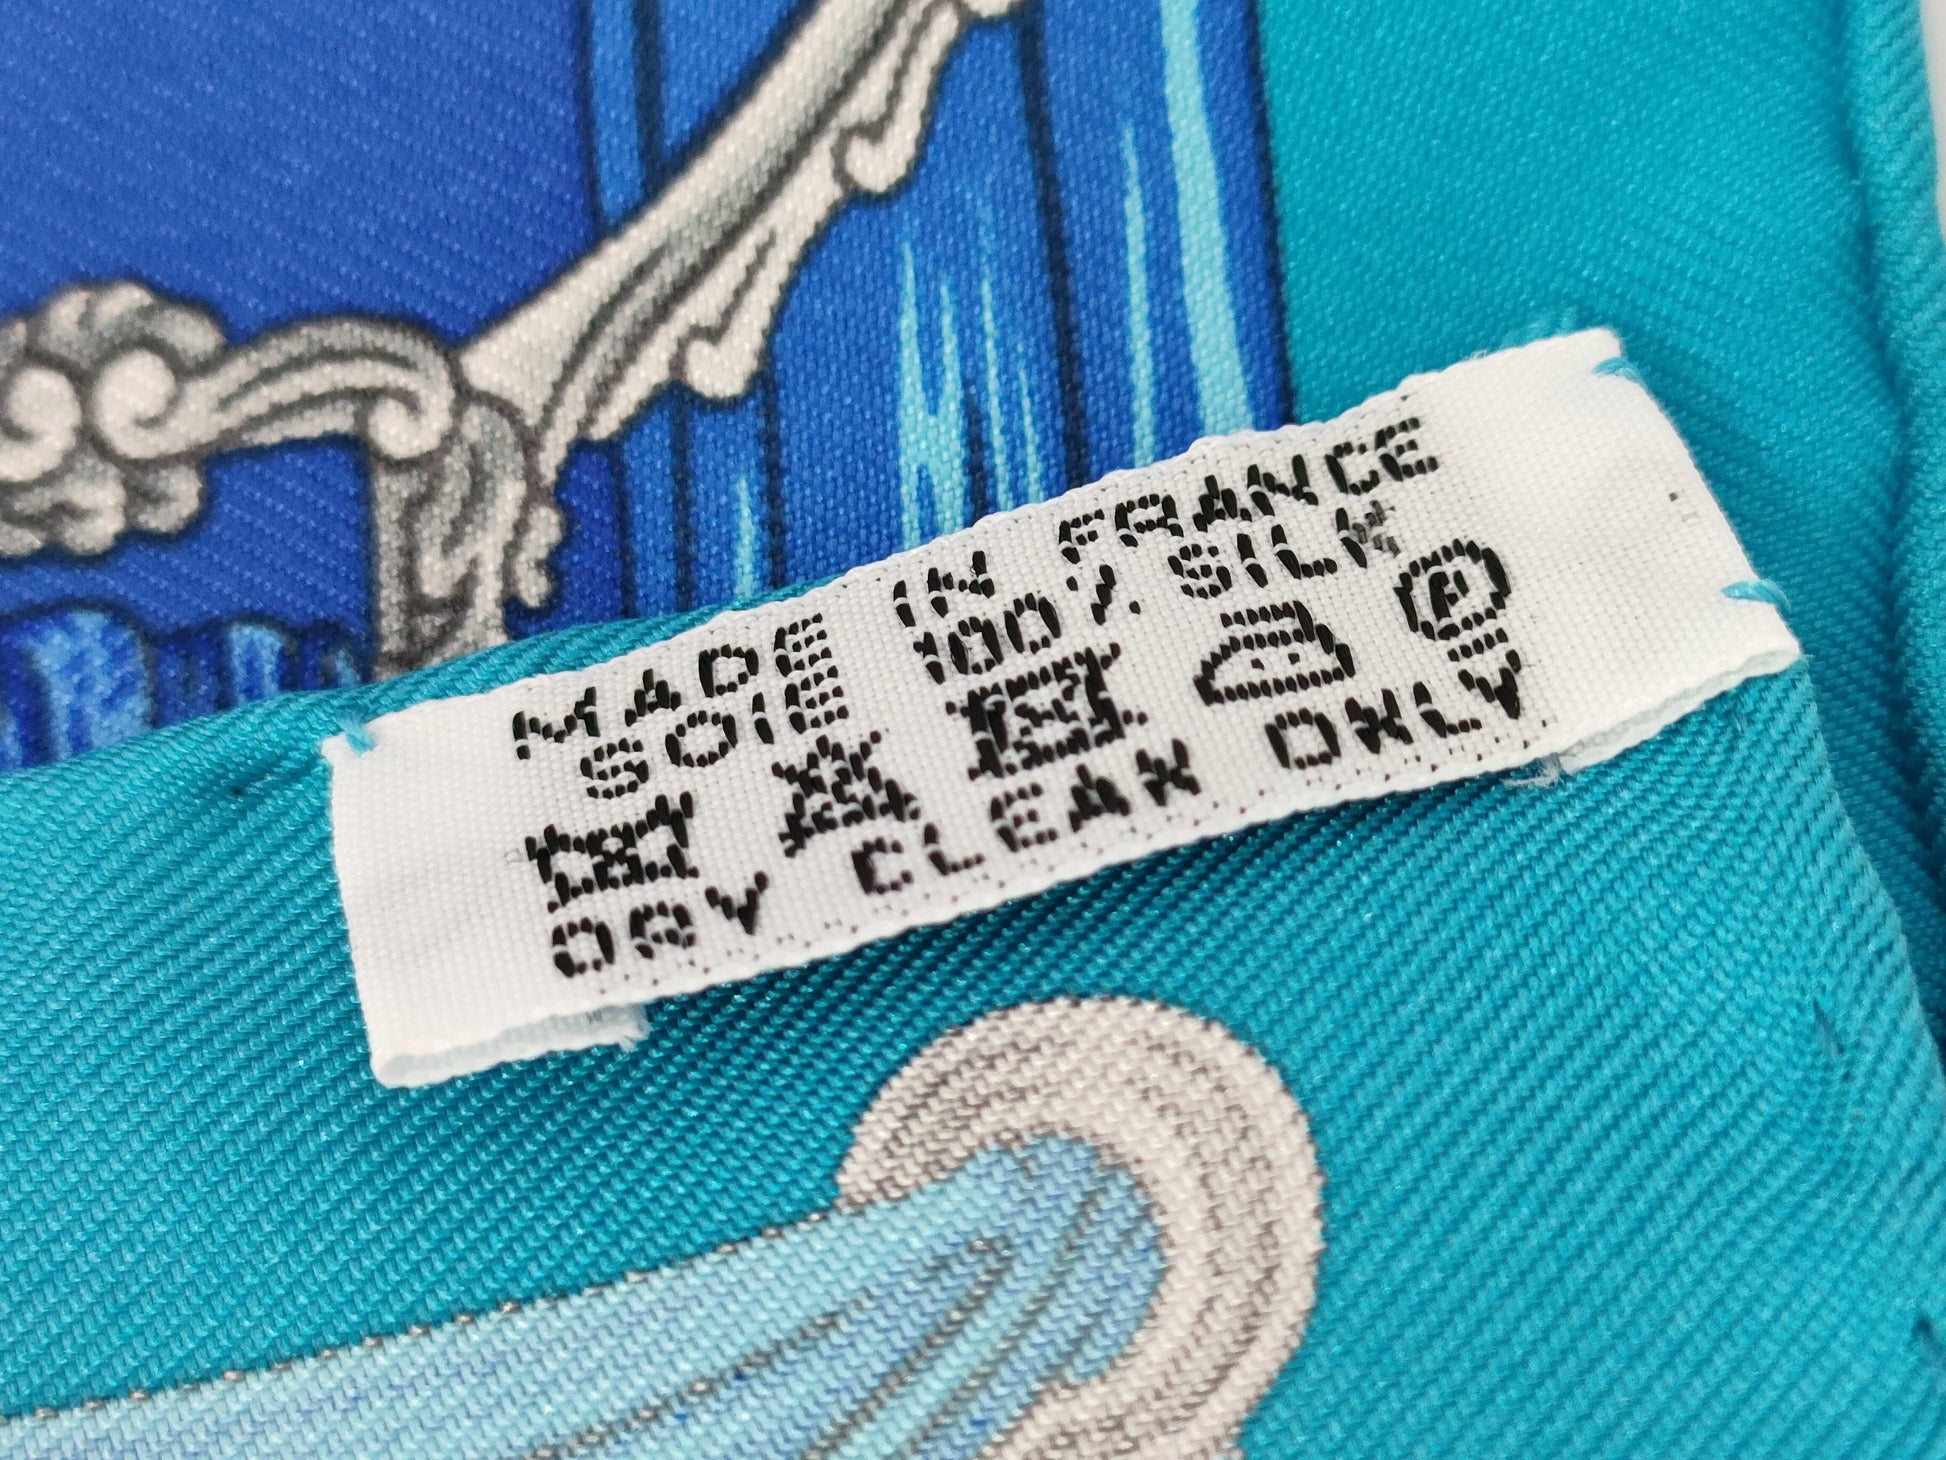 MADE IN FRANCE
SOIE 100% SILK
P
DRY CLEAN ONLY